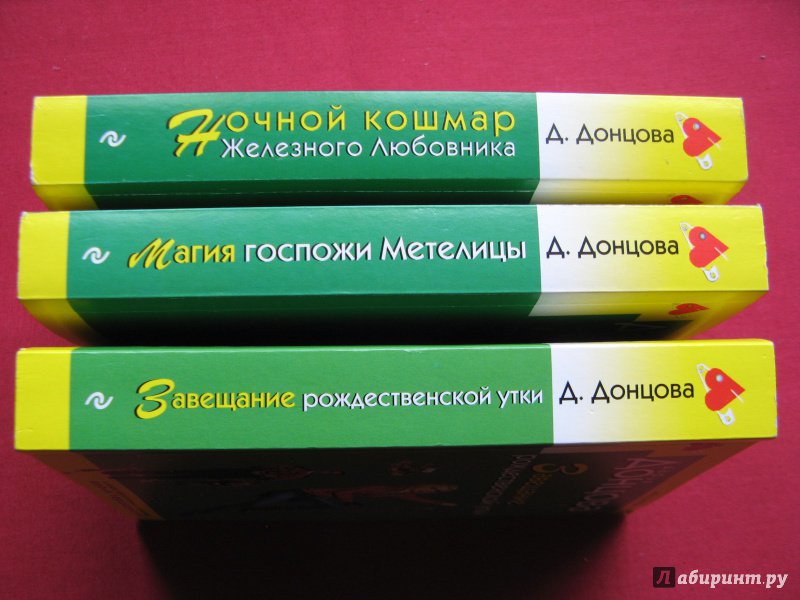 Ночной кошмар
Железного Любовника
Д. Донцова
Магия госпожи Метелицы
Д. Донцова
Завещание рождественской утки
Д. Донцова
Лабиринт.ру